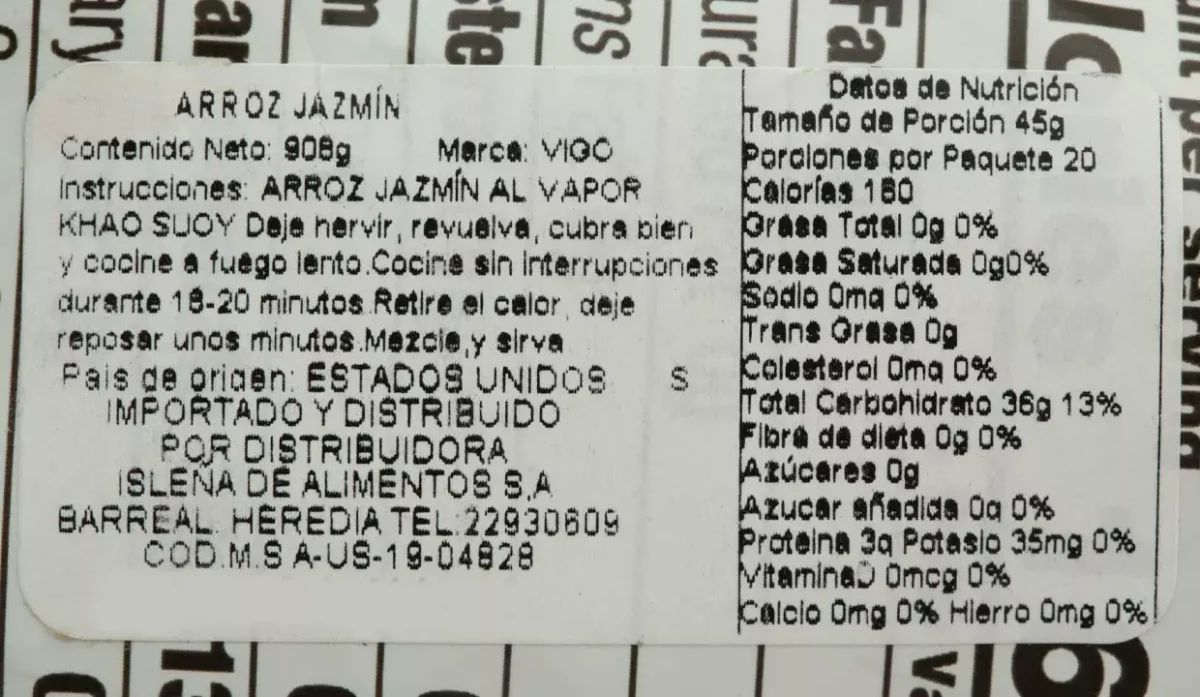 ARROZ JAZMÍN
Contenido Neto: 908g Marca: VIGO
Instrucciones: ARROZ JAZMÍN AL VAPOR
KHAO SUOY Deje hervir, revuelva, cubra bien
y cocine a fuego lento.Cocine sin interrupciones
durante 18-20 minutos.Retire el calor, deje
reposar unos minutos.Mezcle,y sirva
Pais de origen: ESTADOS UNIDOS S
IMPORTADO Y DISTRIBUIDO
POR DISTRIBUIDORA
ISLEÑA DE ALIMENTOS S.A
BARREAL. HEREDIA TEL:22930609
COD.M.S A-US-19-04828
Datos de Nutrición
Tamaño de Porción 45g
Porciones por Paquete 20
Calorías 160
Grasa Total 0g 0%
Grasa Saturada 0g0%
Sodio 0mg 0%
Trans Grasa 0g
Colesterol 0mg 0%
Total Carbohidrato 36g 13%
Fibra de dieta 0g 0%
Azúcares 0g
Azucar añadida 0g 0%
Proteina 3g Potasio 35mg 0%
VitaminaD 0mcg 0%
Calcio 0mg 0% Hierro 0mg 0%